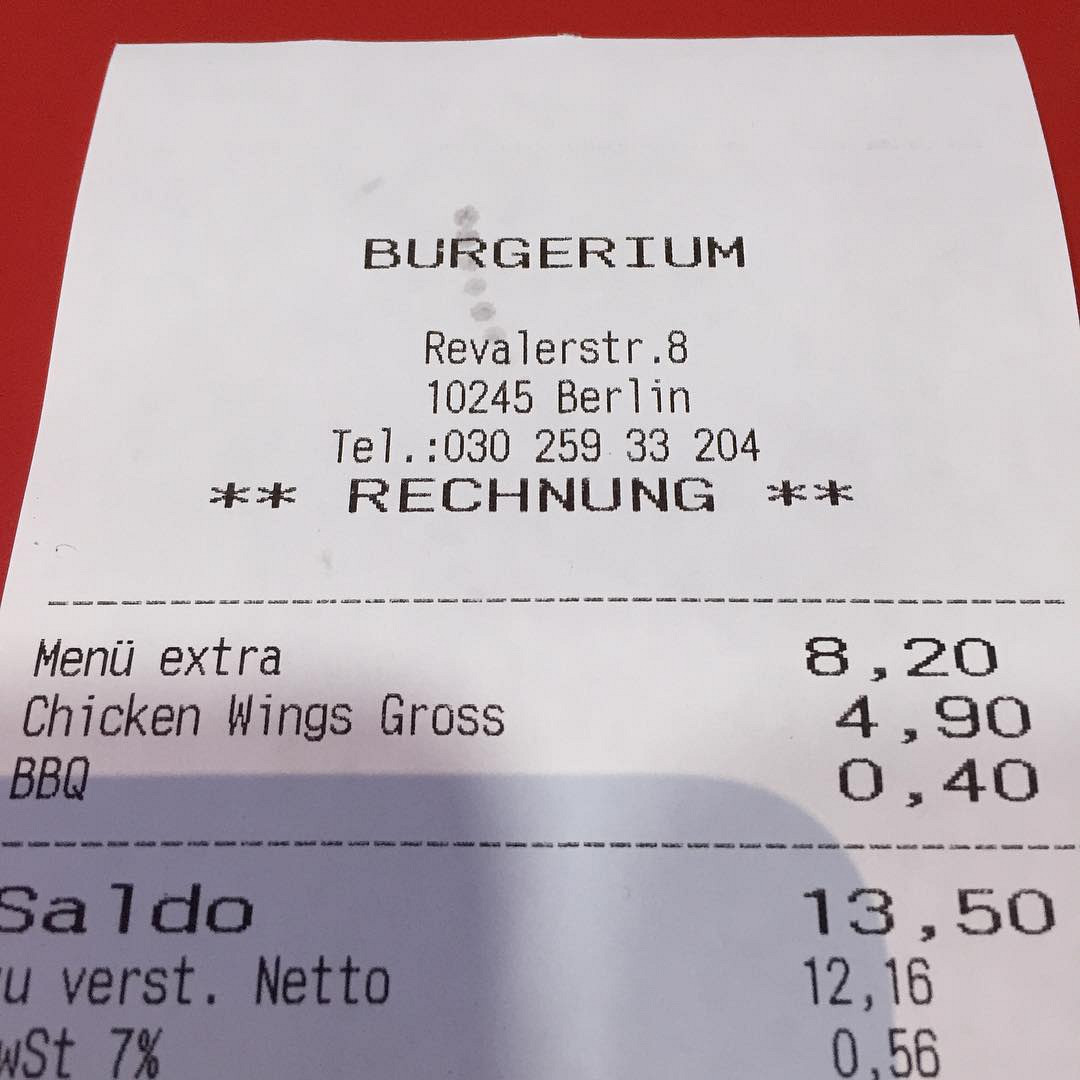 BURGERIUM
Revalerstr.8
10245 Berlin
Tel.:030 259 33 204
** RECHNUNG **
Menü extra 8,20
Chicken Wings Gross 4,90
BBQ 0,40
Saldo 13,50
verst. Netto 12,16
wSt 7% 0,56